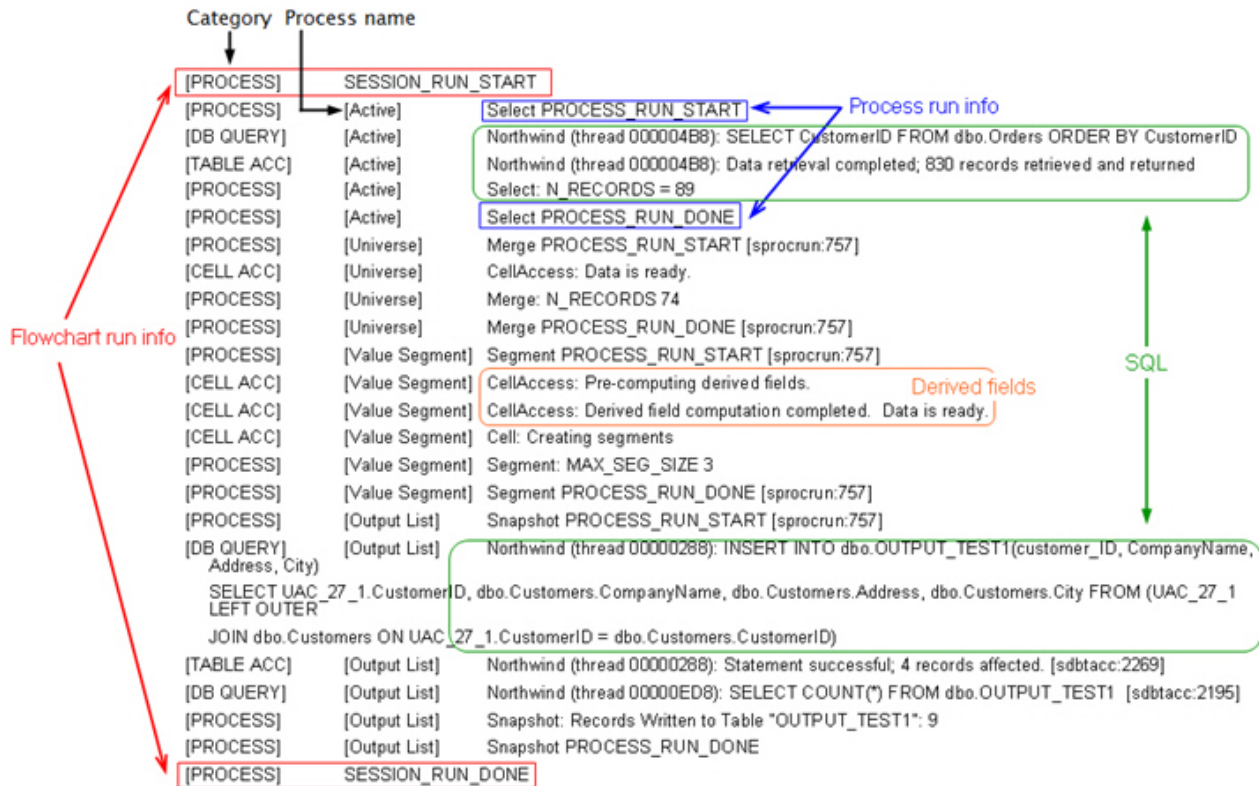 Category Process name
[PROCESS] SESSION_RUN_START
[PROCESS] [Active] Select PROCESS_RUN_START Process run info
[DB QUERY] [Active] Northwind (thread 000004B8): SELECT CustomerID FROM dbo.Orders ORDER BY CustomerID
[TABLE ACC] [Active] Northwind (thread 000004B8): Data retrieval completed; 830 records retrieved and returned
[PROCESS] [Active] Select: N_RECORDS = 89
[PROCESS] [Active] Select PROCESS_RUN_DONE
[PROCESS] [Universe] Merge PROCESS_RUN_START [sprocrun:757]
[CELL ACC] [Universe] CellAccess: Data is ready.
[PROCESS] [Universe] Merge: N_RECORDS 74
[PROCESS] [Universe] Merge PROCESS_RUN_DONE [sprocrun:757]
Flowchart run info
[PROCESS] [Value Segment] Segment PROCESS_RUN_START [sprocrun:757]
SQL
[CELL ACC] [Value Segment] CellAccess: Pre-computing derived fields. Derived fields
[CELL ACC] [Value Segment] CellAccess: Derived field computation completed. Data is ready.
[CELL ACC] [Value Segment] Cell: Creating segments
[PROCESS] [Value Segment] Segment: MAX_SEG_SIZE 3
[PROCESS] [Value Segment] Segment PROCESS_RUN_DONE [sprocrun:757]
[PROCESS] [Output List] Snapshot PROCESS_RUN_START [sprocrun:757]
[DB QUERY] [Output List] Northwind (thread 00000288): INSERT INTO dbo.OUTPUT_TEST1(customer_ID, CompanyName,
Address, City)
SELECT UAC_27_1.CustomerID, dbo.Customers.CompanyName, dbo.Customers.Address, dbo.Customers.City FROM (UAC_27_1
LEFT OUTER
JOIN dbo.Customers ON UAC_27_1.CustomerID = dbo.Customers.CustomerID)
[TABLE ACC] [Output List] Northwind (thread 00000288): Statement successful; 4 records affected. [sdbtacc:2269]
[DB QUERY] [Output List] Northwind (thread 00000ED8): SELECT COUNT(*) FROM dbo.OUTPUT_TEST1 [sdbtacc:2195]
[PROCESS] [Output List] Snapshot: Records Written to Table "OUTPUT_TEST1": 9
[PROCESS] [Output List] Snapshot PROCESS_RUN_DONE
[PROCESS] SESSION_RUN_DONE